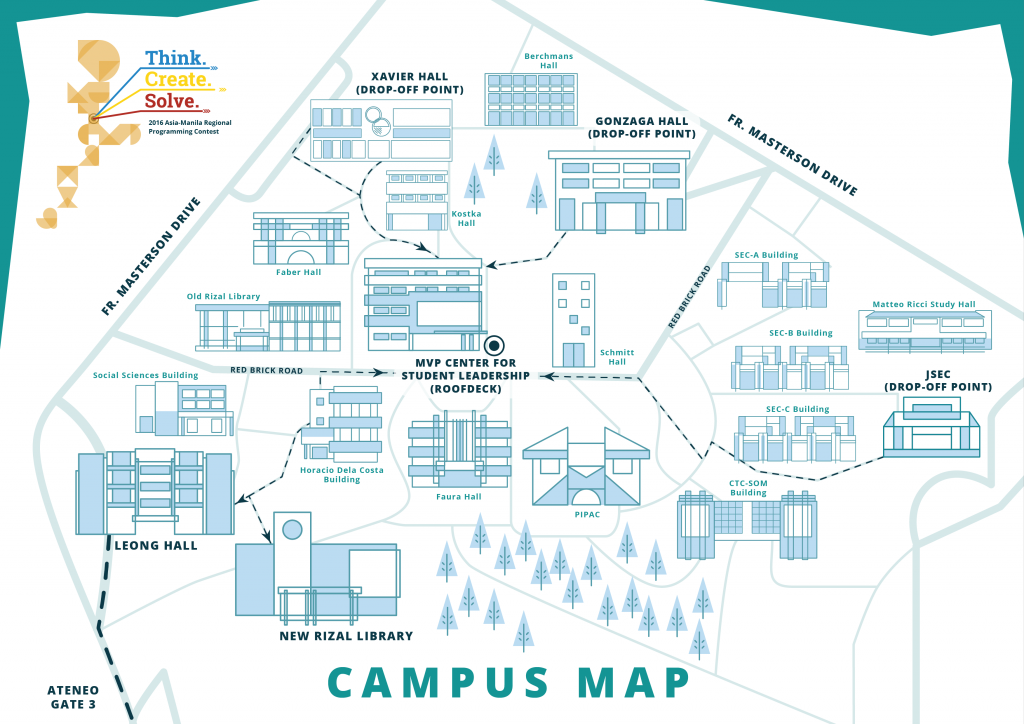 Think.
Create.
Solve.
2016 Asia-Manila Regional
Programming Contest
XAVIER HALL
(DROP-OFF POINT)
Berchmans
Hall
GONZAGA HALL
(DROP-OFF POINT)
FR. MASTERSON DRIVE
FR. MASTERSON DRIVE
Kostka
Hall
Faber Hall
Old Rizal Library
RED BRICK ROAD
SEC-A Building
Matteo Ricci Study Hall
SEC-B Building
Schmitt
Hall
MVP CENTER FOR
STUDENT LEADERSHIP
(ROOFDECK)
RED BRICK ROAD
Social Sciences Building
JSEC
(DROP-OFF POINT)
SEC-C Building
Horacio Dela Costa
Building
Faura Hall
PIPAC
CTC-SOM
Building
LEONG HALL
NEW RIZAL LIBRARY
CAMPUS MAP
ATENEO
GATE 3